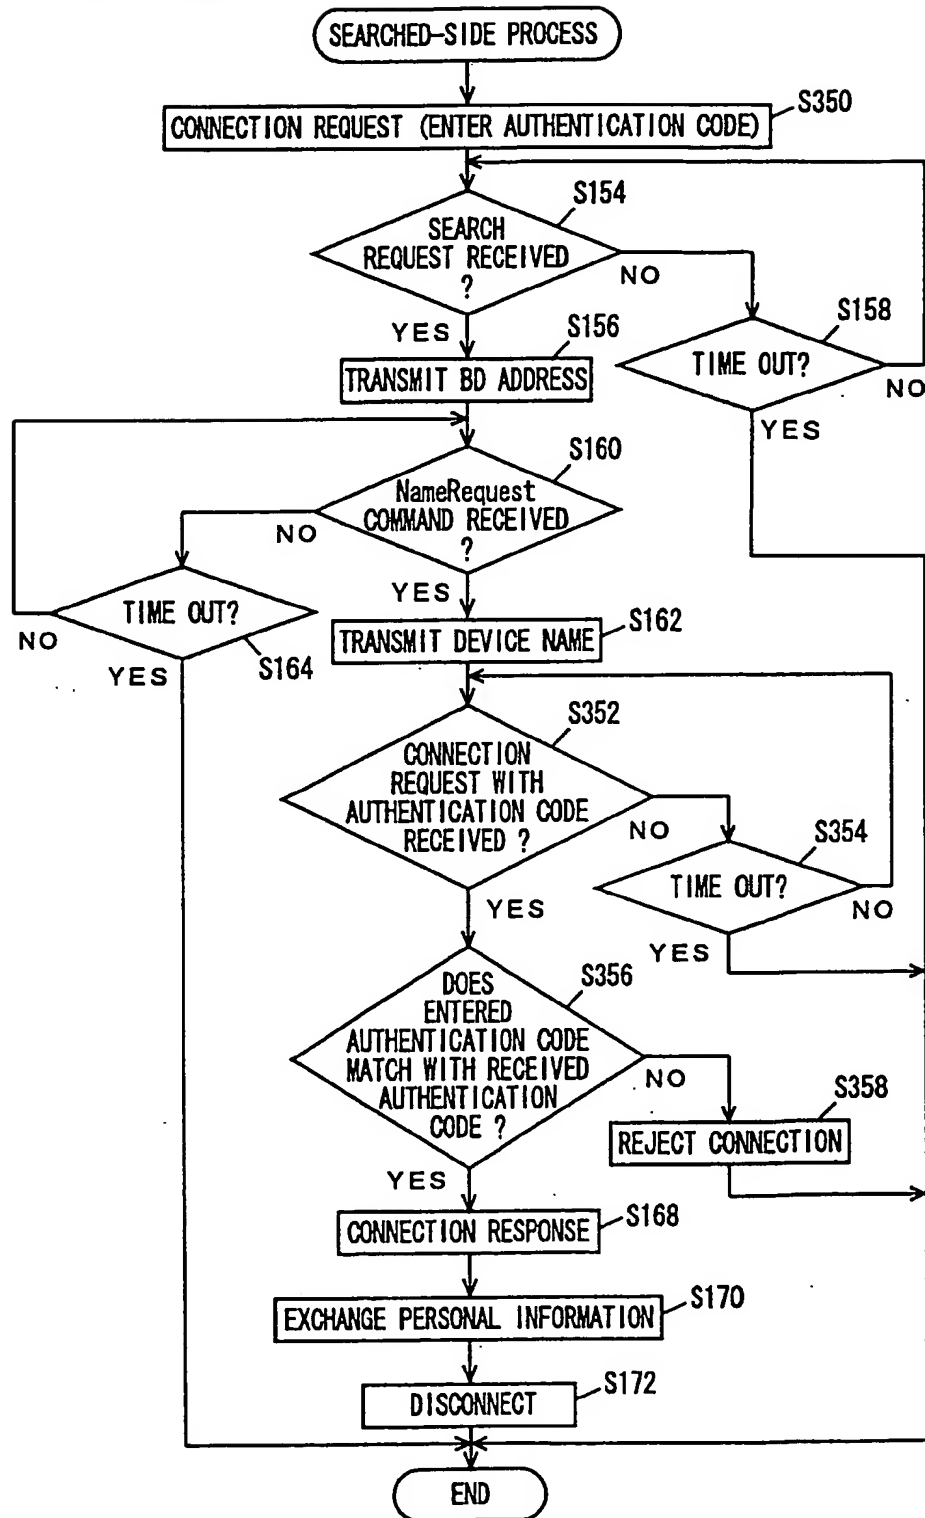 SEARCHED-SIDE PROCESS
S350
CONNECTION REQUEST (ENTER AUTHENTICATION CODE)
S154
SEARCH
REQUEST RECEIVED
?
NO
YES
S156
S158
TRANSMIT BD ADDRESS
TIME OUT?
NO
YES
S160
NameRequest
COMMAND RECEIVED
?
NO
YES
TIME OUT?
NO
S164
YES
S162
TRANSMIT DEVICE NAME
S352
CONNECTION
REQUEST WITH
AUTHENTICATION CODE
RECEIVED ?
NO
S354
TIME OUT?
NO
YES
YES
S356
DOES
ENTERED
AUTHENTICATION CODE
MATCH WITH RECEIVED
AUTHENTICATION
CODE ?
NO
S358
REJECT CONNECTION
YES
S168
CONNECTION RESPONSE
S170
EXCHANGE PERSONAL INFORMATION
S172
DISCONNECT
END